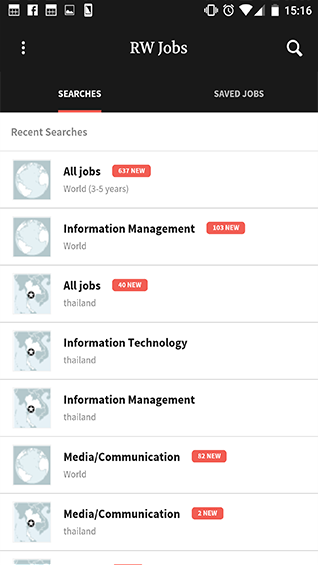 15:16
RW Jobs
SEARCHES SAVED JOBS
Recent Searches
All jobs 637 NEW
World (3-5 years)
Information Management 103 NEW
World
All jobs 40 NEW
thailand
Information Technology
thailand
Information Management
thailand
Media/Communication 82 NEW
World
Media/Communication 2 NEW
thailand